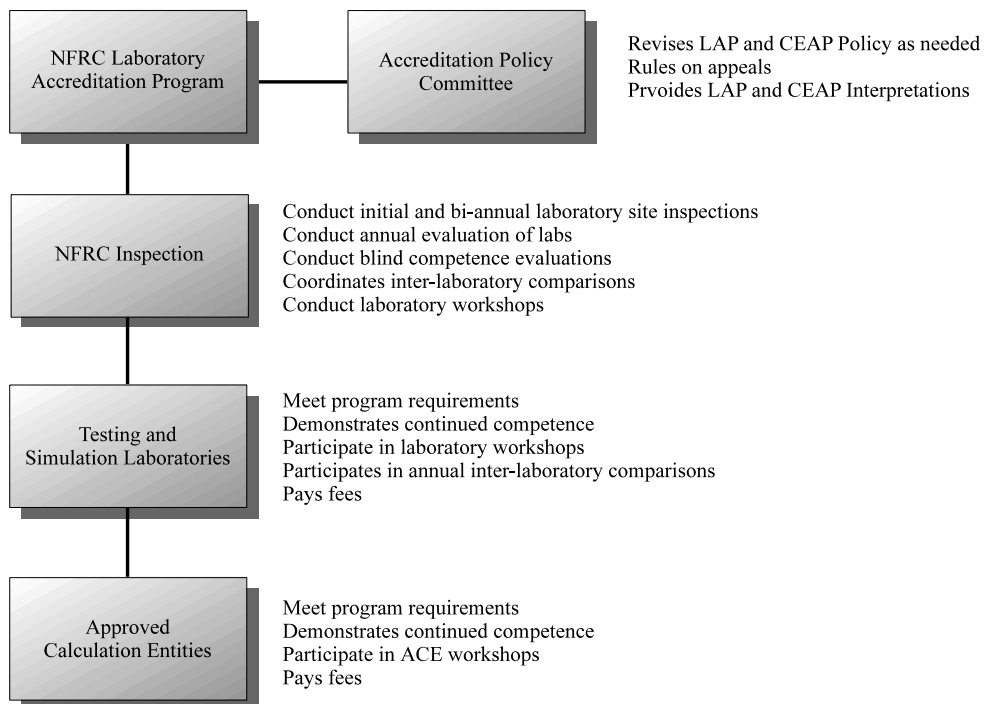 NFRC Laboratory
Accreditation Program
Accreditation Policy
Committee
Revises LAP and CEAP Policy as needed
Rules on appeals
Prvoides LAP and CEAP Interpretations
NFRC Inspection
Conduct initial and bi-annual laboratory site inspections
Conduct annual evaluation of labs
Conduct blind competence evaluations
Coordinates inter-laboratory comparisons
Conduct laboratory workshops
Testing and
Simulation Laboratories
Meet program requirements
Demonstrates continued competence
Participate in laboratory workshops
Participates in annual inter-laboratory comparisons
Pays fees
Approved
Calculation Entities
Meet program requirements
Demonstrates continued competence
Participate in ACE workshops
Pays fees